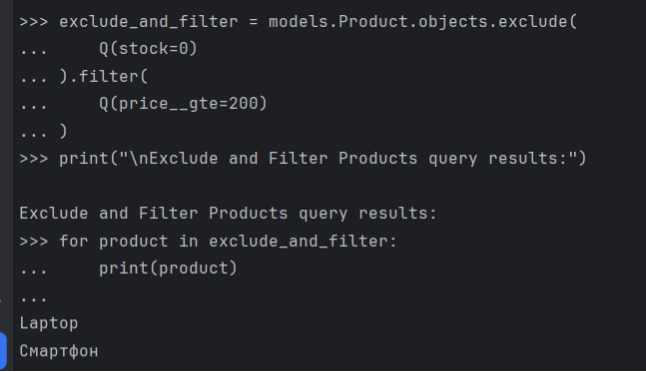 >>> exclude_and_filter = models.Product.objects.exclude(
...     Q(stock=0)
... ).filter(
...     Q(price__gte=200)
... )
>>> print("\nExclude and Filter Products query results:")
Exclude and Filter Products query results:
>>> for product in exclude_and_filter:
...     print(product)
...
Laptop
Смартфон